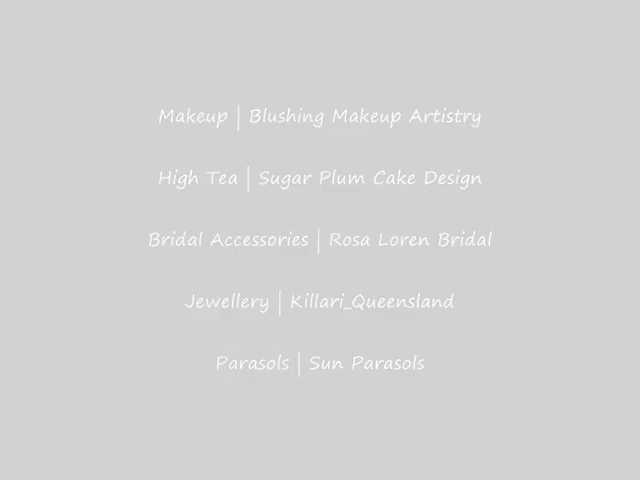 Makeup | Blushing Makeup Artistry
High Tea | Sugar Plum Cake Design
Bridal Accessories | Rosa Loren Bridal
Jewellery | Killari_Queensland
Parasols | Sun Parasols